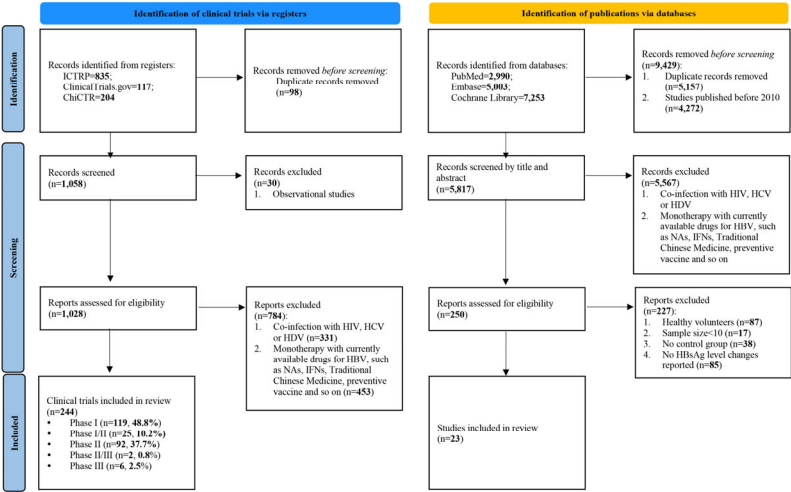 Identification of clinical trials via registers
Identification of publications via databases
Identification
Records identified from registers:
ICTRP=835;
ClinicalTrials.gov=117;
ChiCTR=204
Records removed before screening:
Duplicate records removed
(n=98)
Records identified from databases:
PubMed=2,990;
Embase=5,003;
Cochrane Library=7,253
Records removed before screening
(n=9,429)
1. Duplicate records removed
(n=5,157)
2. Studies published before 2010
(n=4,272)
Screening
Records screened
(n=1,058)
Records excluded
(n=30)
1. Observational studies
Records screened by title and
abstract
(n=5,817)
Records excluded
(n=5,567)
1. Co-infection with HIV, HCV
or HDV
2. Monotherapy with currently
available drugs for HBV, such
as NAs, IFNs, Traditional
Chinese Medicine, preventive
vaccine and so on
Reports assessed for eligibility
(n=1,028)
Reports excluded
(n=784)
1. Co-infection with HIV, HCV
or HDV (n=331)
2. Monotherapy with currently
available drugs for HBV, such
as NAs, IFNs, Traditional
Chinese Medicine, preventive
vaccine and so on (n=453)
Reports assessed for eligibility
(n=250)
Reports excluded
(n=227)
1. Healthy volunteers (n=87)
2. Sample size<10 (n=17)
3. No control group (n=38)
4. No HBsAg level changes
reported (n=85)
Included
Clinical trials included in review
(n=244)
• Phase I (n=119, 48.8%)
• Phase I/II (n=25, 10.2%)
• Phase II (n=92, 37.7%)
• Phase II/III (n=2, 0.8%)
• Phase III (n=6, 2.5%)
Studies included in review
(n=23)